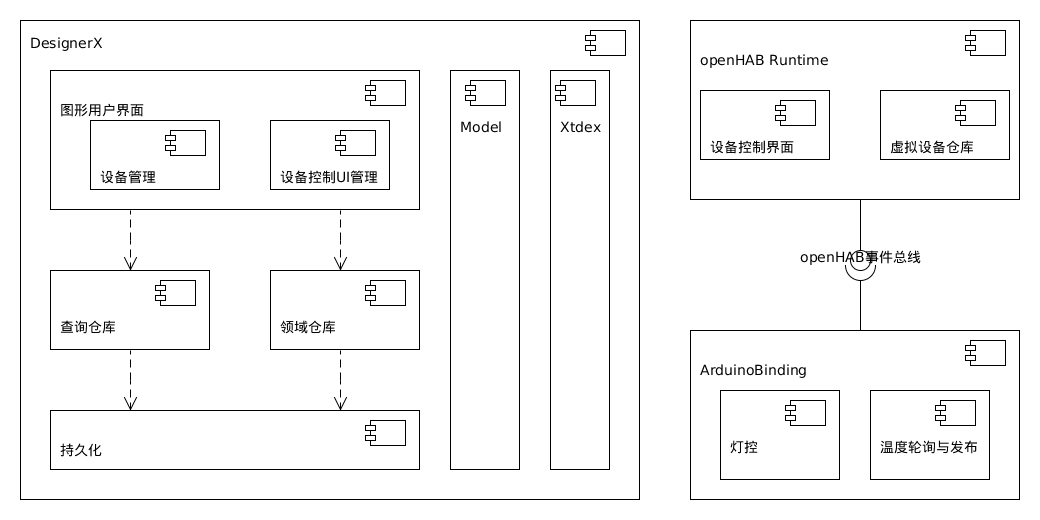 DesignerX
图形用户界面
设备管理
设备控制UI管理
查询仓库
领域仓库
持久化
Model
Xtdex
openHAB Runtime
设备控制界面
虚拟设备仓库
openHAB事件总线
ArduinoBinding
灯控
温度轮询与发布